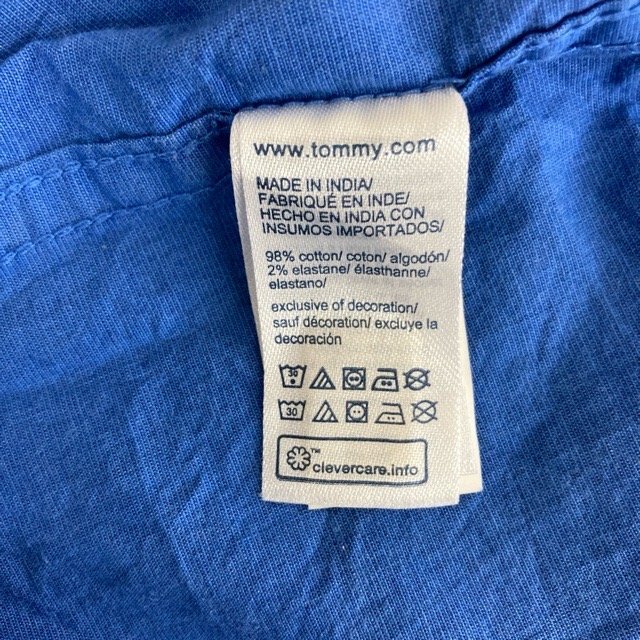 www.tommy.com
MADE IN INDIA/
FABRIQUÉ EN INDE/
HECHO EN INDIA CON
INSUMOS IMPORTADOS/
98% cotton/ coton/ algodón/
2% elastane/ élasthanne/
elastano/
exclusive of decoration/
sauf décoration/ excluye la
decoración
30
30
TM
clevercare.info